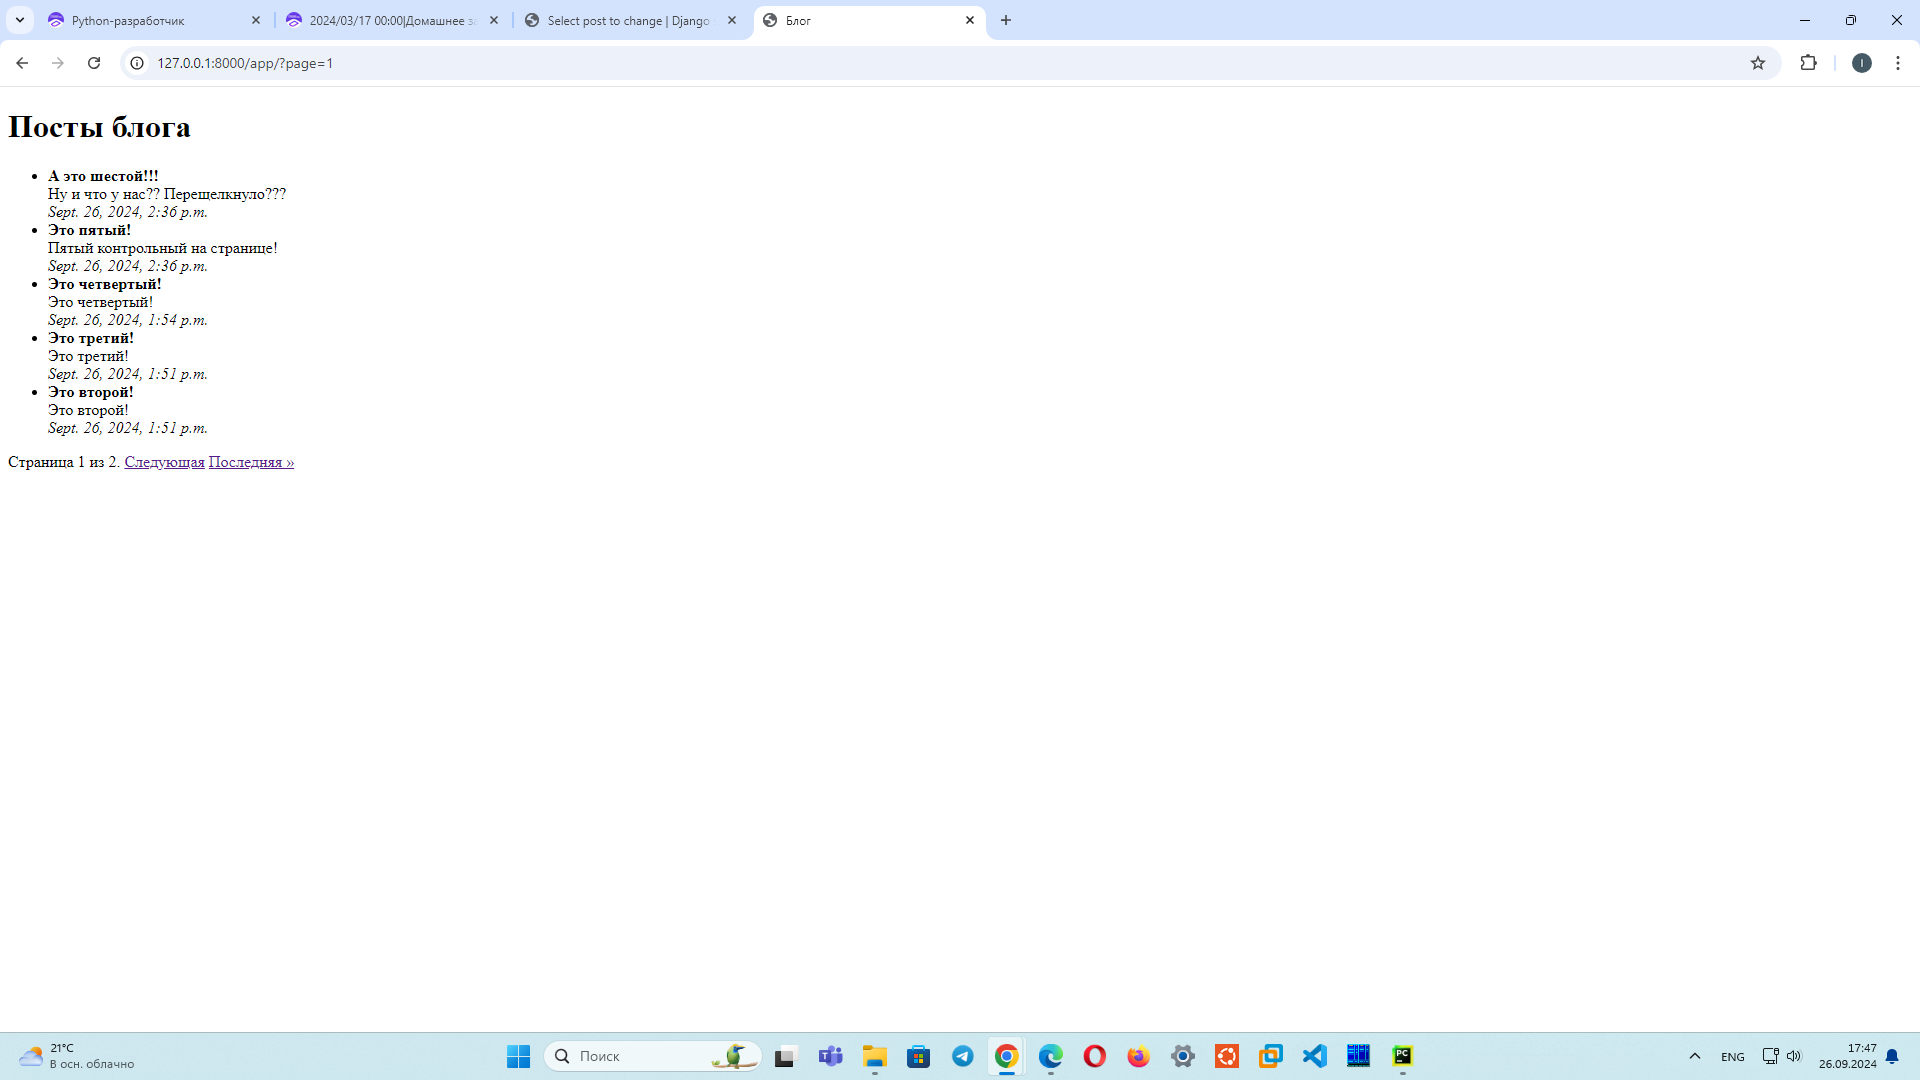 Python-разработчик
2024/03/17 00:00|Домашнее за
Select post to change | Django
Блог
127.0.0.1:8000/app/?page=1
I
Посты блога
А это шестой!!!
Ну и что у нас?? Перещелкнуло???
Sept. 26, 2024, 2:36 p.m.
Это пятый!
Пятый контрольный на странице!
Sept. 26, 2024, 2:36 p.m.
Это четвертый!
Это четвертый!
Sept. 26, 2024, 1:54 p.m.
Это третий!
Это третий!
Sept. 26, 2024, 1:51 p.m.
Это второй!
Это второй!
Sept. 26, 2024, 1:51 p.m.
Страница 1 из 2. Следующая Последняя »
21°C
В осн. облачно
Поиск
PC
ENG
17:47
26.09.2024